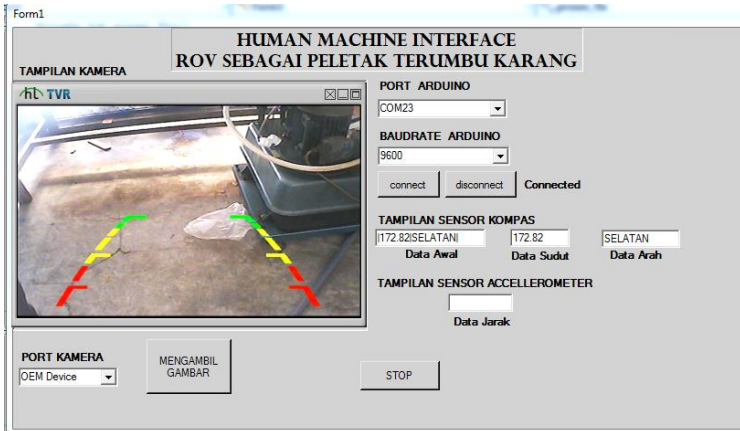 Form1
HUMAN MACHINE INTERFACE
ROV SEBAGAI PELETAK TERUMBU KARANG
TAMPILAN KAMERA
TVR
PORT ARDUINO
COM23
BAUDRATE ARDUINO
9600
connect disconnect Connected
TAMPILAN SENSOR KOMPAS
|172.82|SELATAN| 172.82 SELATAN
Data Awal Data Sudut Data Arah
TAMPILAN SENSOR ACCELLEROMETER
Data Jarak
PORT KAMERA
OEM Device
MENGAMBIL
GAMBAR
STOP